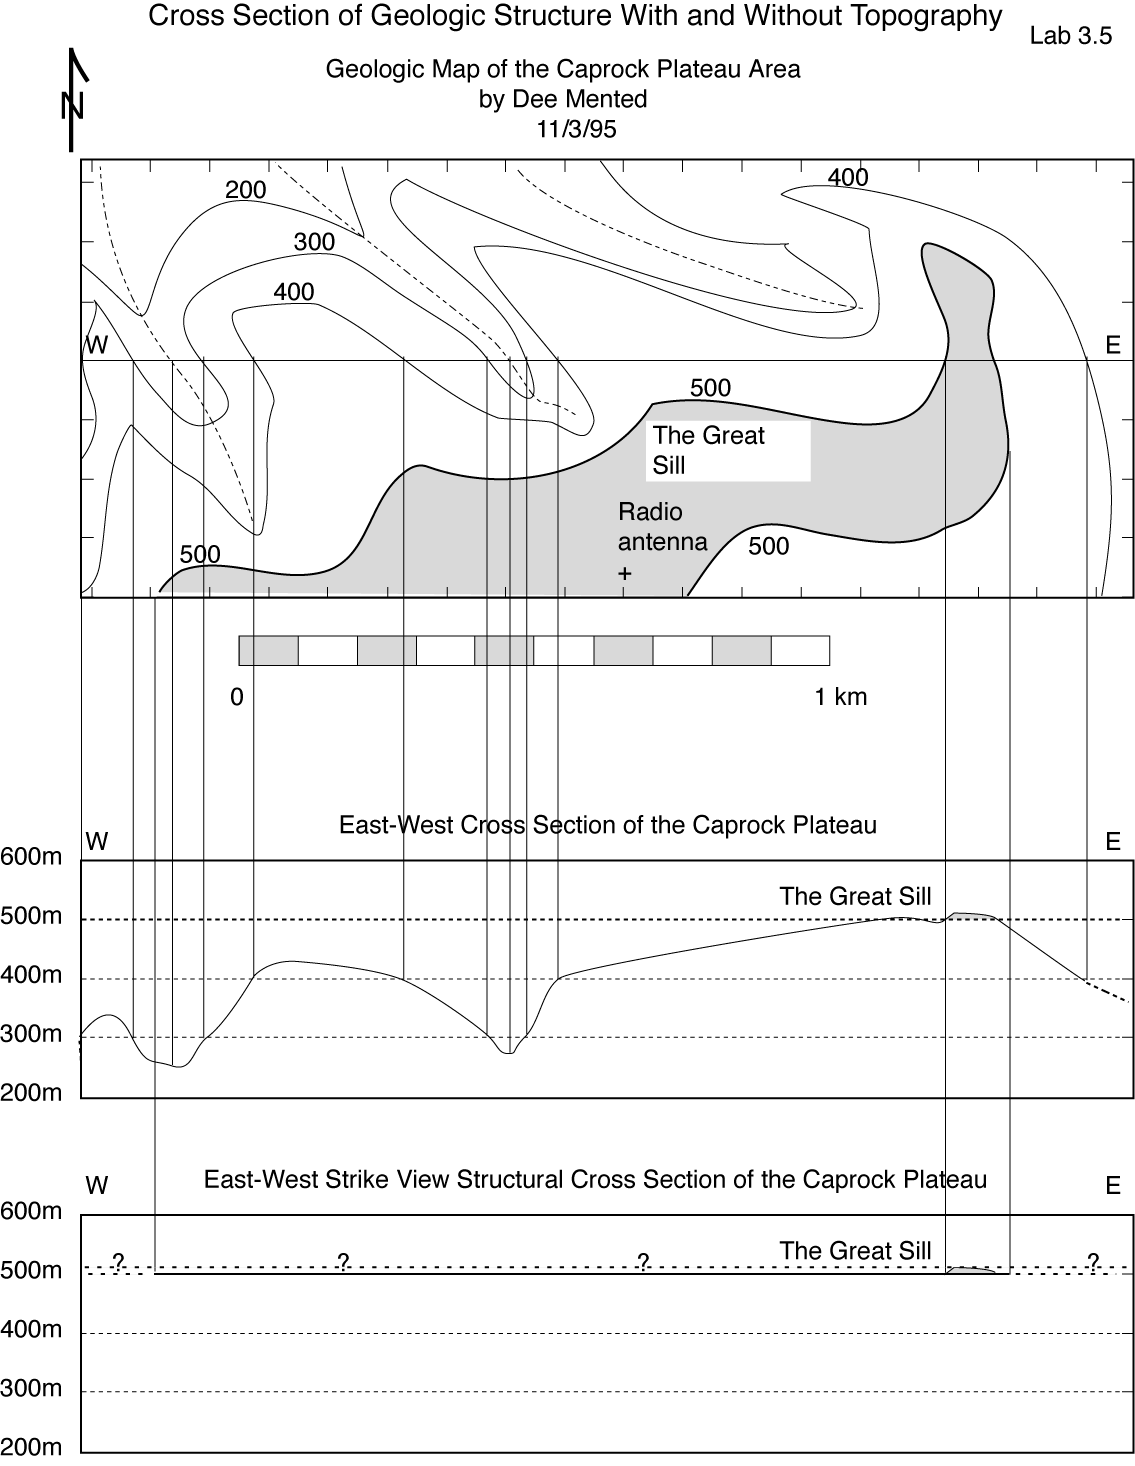 Cross Section of Geologic Structure With and Without Topography
Lab 3.5
Geologic Map of the Caprock Plateau Area
by Dee Mented
11/3/95
N
400
200
300
400
W
E
500
The Great
Sill
Radio
antenna
+
500
500
0
1 km
East-West Cross Section of the Caprock Plateau
W
E
600m
The Great Sill
500m
400m
300m
200m
East-West Strike View Structural Cross Section of the Caprock Plateau
W
E
600m
The Great Sill
? ? ? ?
500m
400m
300m
200m